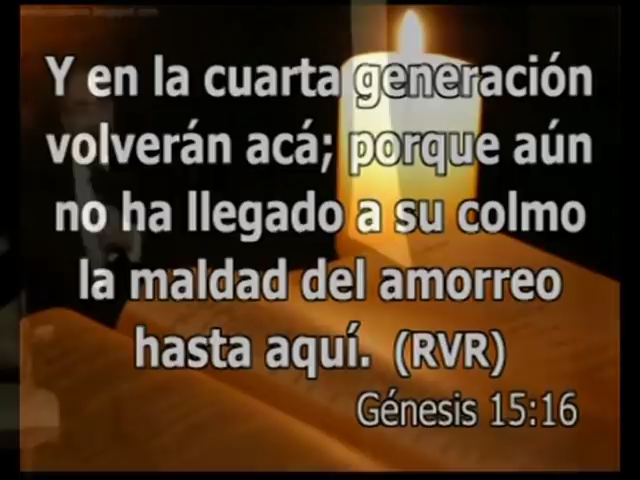 Y en la cuarta generación
volverán acá; porque aún
no ha llegado a su colmo
la maldad del amorreo
hasta aquí. (RVR)
Génesis 15:16